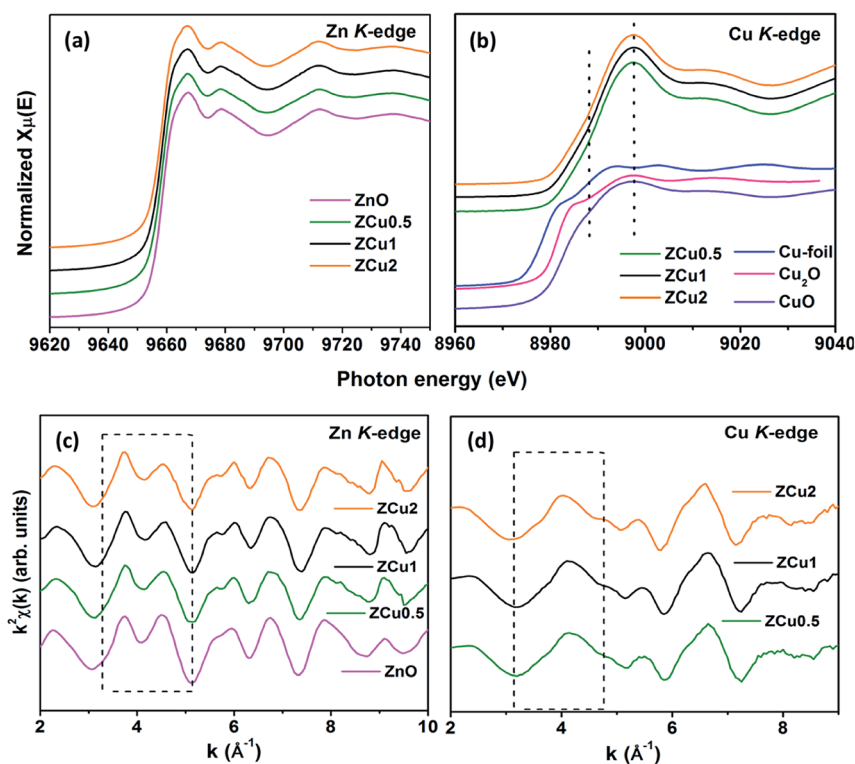 (a)
Zn K-edge
ZnO
ZCu0.5
ZCu1
ZCu2
9620 9640 9660 9680 9700 9720 9740
(b)
Cu K-edge
ZCu0.5
ZCu1
ZCu2
Cu-foil
Cu₂O
CuO
8960 8980 9000 9020 9040
Normalized Xμ(E)
Photon energy (eV)
(c)
Zn K-edge
ZCu2
ZCu1
ZCu0.5
ZnO
2 4 6 8 10
k (Å⁻¹)
k²χ(k) (arb. units)
(d)
Cu K-edge
ZCu2
ZCu1
ZCu0.5
2 4 6 8
k (Å⁻¹)